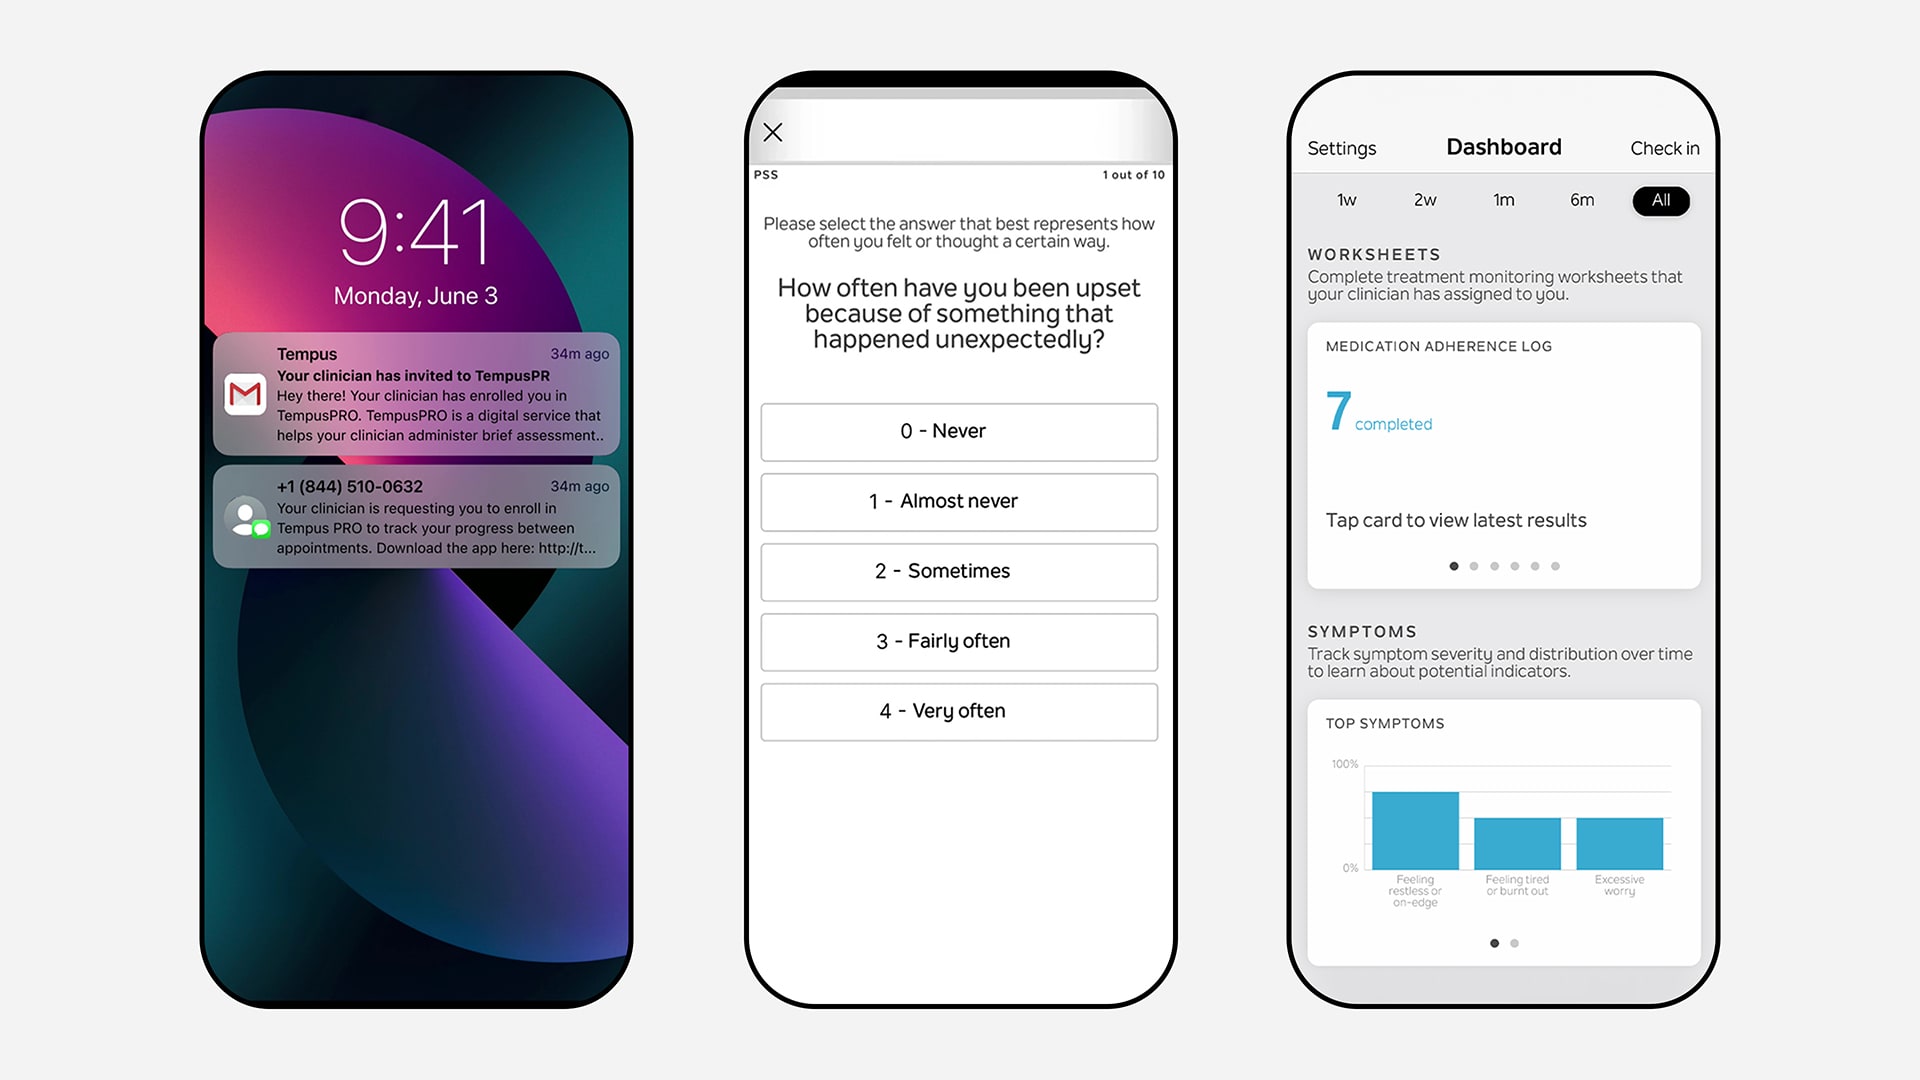 9:41
Monday, June 3
Tempus
34m ago
Your clinician has invited to TempusPR
Hey there! Your clinician has enrolled you in
TempusPRO. TempusPRO is a digital service that
helps your clinician administer brief assessment..
+1 (844) 510-0632
34m ago
Your clinician is requesting you to enroll in
Tempus PRO to track your progress between
appointments. Download the app here: http://t...
PSS
1 out of 10
Please select the answer that best represents how
often you felt or thought a certain way.
How often have you been upset
because of something that
happened unexpectedly?
0 - Never
1 - Almost never
2 - Sometimes
3 - Fairly often
4 - Very often
Settings
Dashboard
Check in
1w
2w
1m
6m
All
WORKSHEETS
Complete treatment monitoring worksheets that
your clinician has assigned to you.
MEDICATION ADHERENCE LOG
7 completed
Tap card to view latest results
SYMPTOMS
Track symptom severity and distribution over time
to learn about potential indicators.
TOP SYMPTOMS
100%
0%
Feeling
restless or
on-edge
Feeling tired
or burnt out
Excessive
worry